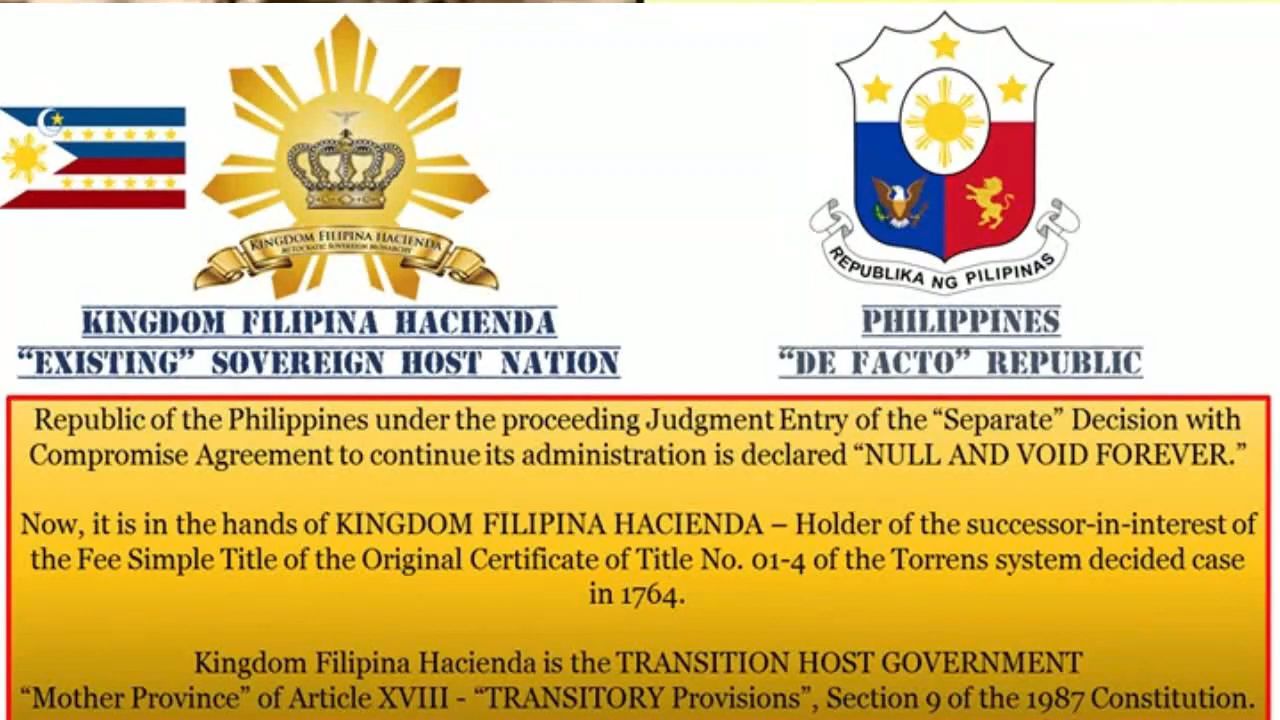 KINGDOM FILIPINA HACIENDA
AUTOCRATIC SOVEREIGN MONARCHY
REPUBLIKA NG PILIPINAS
KINGDOM FILIPINA HACIENDA
“EXISTING” SOVEREIGN HOST NATION
PHILIPPINES
“DE FACTO” REPUBLIC
Republic of the Philippines under the proceeding Judgment Entry of the “Separate” Decision with
Compromise Agreement to continue its administration is declared “NULL AND VOID FOREVER.”
Now, it is in the hands of KINGDOM FILIPINA HACIENDA – Holder of the successor-in-interest of
the Fee Simple Title of the Original Certificate of Title No. 01-4 of the Torrens system decided case
in 1764.
Kingdom Filipina Hacienda is the TRANSITION HOST GOVERNMENT
“Mother Province” of Article XVIII - “TRANSITORY Provisions”, Section 9 of the 1987 Constitution.